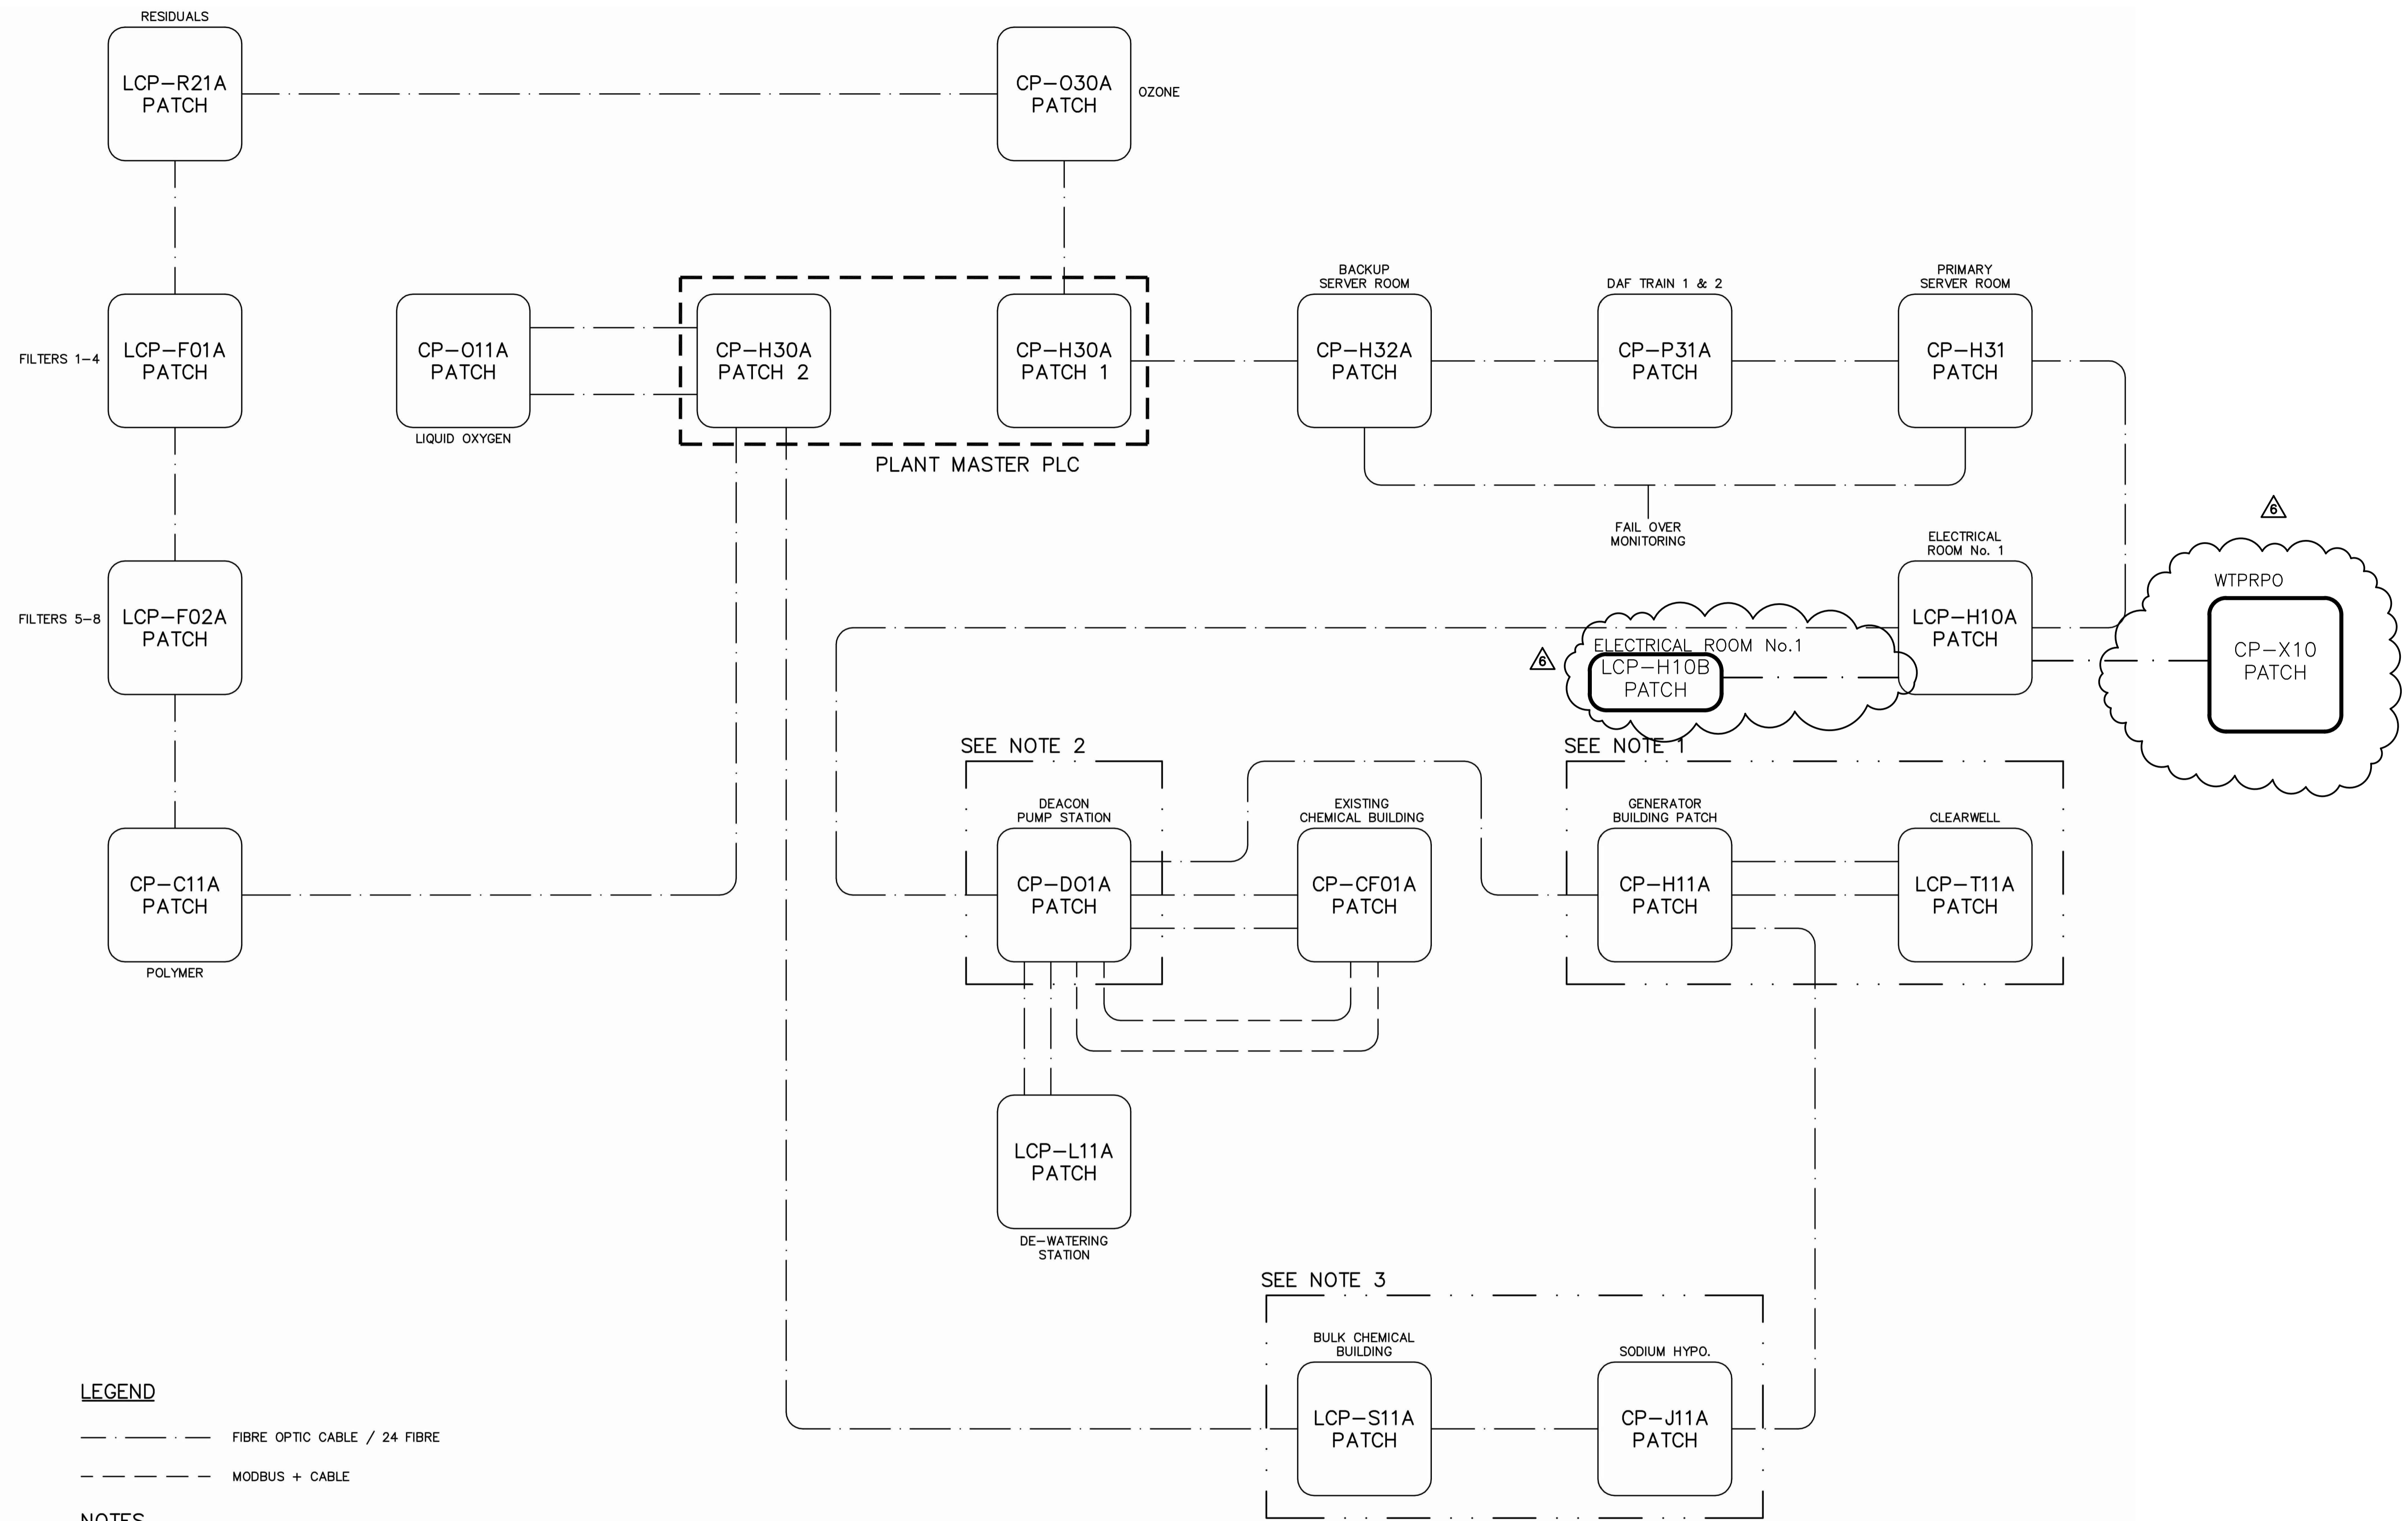 RESIDUALS
LCP-R21A
PATCH
CP-030A
PATCH
OZONE
FILTERS 1-4
LCP-F01A
PATCH
CP-011A
PATCH
LIQUID OXYGEN
CP-H30A
PATCH 2
CP-H30A
PATCH 1
PLANT MASTER PLC
BACKUP
SERVER ROOM
CP-H32A
PATCH
DAF TRAIN 1 & 2
CP-P31A
PATCH
PRIMARY
SERVER ROOM
CP-H31
PATCH
FAIL OVER
MONITORING
FILTERS 5-8
LCP-F02A
PATCH
ELECTRICAL
ROOM No. 1
LCP-H10A
PATCH
6
ELECTRICAL ROOM No.1
LCP-H10B
PATCH
6
WTPRPO
CP-X10
PATCH
CP-C11A
PATCH
POLYMER
SEE NOTE 2
DEACON
PUMP STATION
CP-D01A
PATCH
EXISTING
CHEMICAL BUILDING
CP-CF01A
PATCH
SEE NOTE 1
GENERATOR
BUILDING PATCH
CP-H11A
PATCH
CLEARWELL
LCP-T11A
PATCH
LCP-L11A
PATCH
DE-WATERING
STATION
SEE NOTE 3
BULK CHEMICAL
BUILDING
LCP-S11A
PATCH
SODIUM HYPO.
CP-J11A
PATCH
LEGEND
FIBRE OPTIC CABLE / 24 FIBRE
MODBUS + CABLE
NOTES